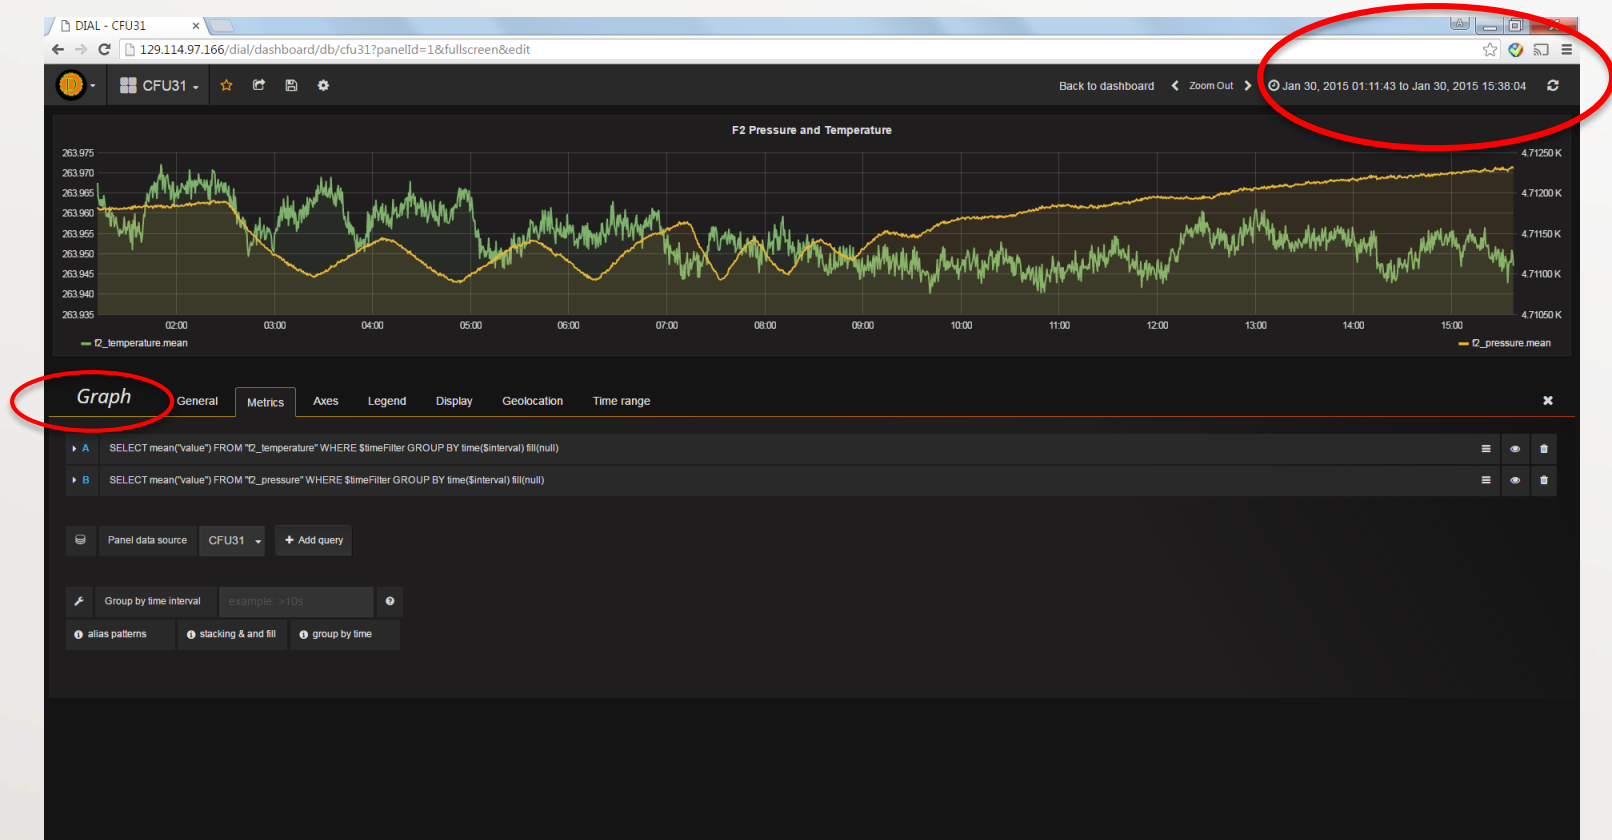 DIAL - CFU31
129.114.97.166/dial/dashboard/db/cfu31?panelId=1&fullscreen&edit
D CFU31 Back to dashboard Zoom Out Jan 30, 2015 01:11:43 to Jan 30, 2015 15:38:04
F2 Pressure and Temperature
263.975 4.71250 K
263.970
263.965 4.71200 K
263.960
263.955 4.71150 K
263.950
263.945 4.71100 K
263.940
263.935 4.71050 K
02:00 03:00 04:00 05:00 06:00 07:00 08:00 09:00 10:00 11:00 12:00 13:00 14:00 15:00
f2_temperature.mean f2_pressure.mean
Graph General Metrics Axes Legend Display Geolocation Time range
A SELECT mean("value") FROM "f2_temperature" WHERE $timeFilter GROUP BY time($interval) fill(null)
B SELECT mean("value") FROM "f2_pressure" WHERE $timeFilter GROUP BY time($interval) fill(null)
Panel data source CFU31 + Add query
Group by time interval example: >10s
alias patterns stacking & and fill group by time